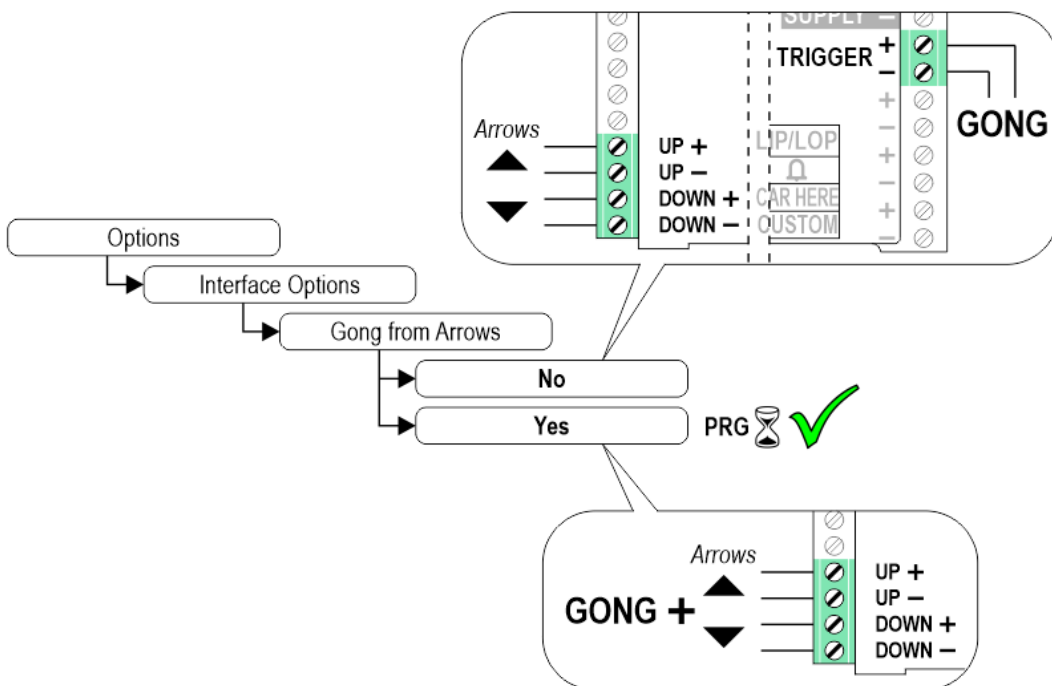 SUPPLY −
TRIGGER +
−
GONG
+
−
+
−
+
−
Arrows
UP +
UP −
DOWN +
DOWN −
LIP/LOP
CAR HERE
CUSTOM
Options
Interface Options
Gong from Arrows
No
Yes
PRG
Arrows
GONG +
UP +
UP −
DOWN +
DOWN −